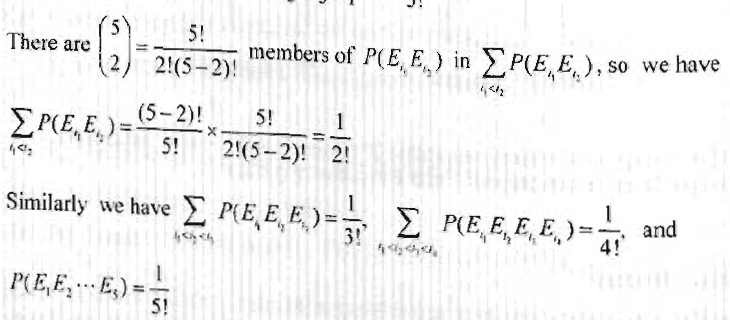 There are $\binom{5}{2} = \frac{5!}{2!(5-2)!}$ members of $P(E_{i_1} E_{i_2})$ in $\sum_{i_1<i_2} P(E_{i_1} E_{i_2})$, so we have
$\sum_{i_1<i_2} P(E_{i_1} E_{i_2}) = \frac{(5-2)!}{5!} \times \frac{5!}{2!(5-2)!} = \frac{1}{2!}$
Similarly we have $\sum_{i_1<i_2<i_3} P(E_{i_1} E_{i_2} E_{i_3}) = \frac{1}{3!}$, $\sum_{i_1<i_2<i_3<i_4} P(E_{i_1} E_{i_2} E_{i_3} E_{i_4}) = \frac{1}{4!}$, and
$P(E_1 E_2 \cdots E_5) = \frac{1}{5!}$